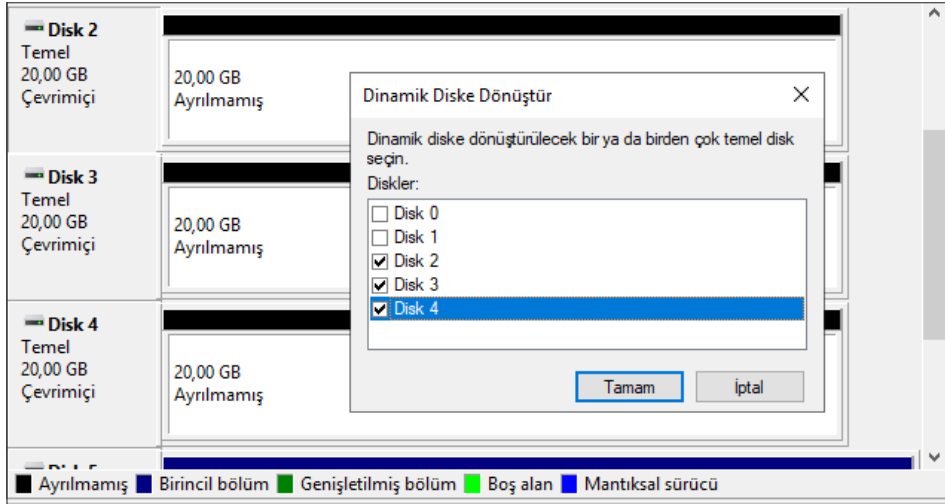 Disk 2
Temel
20,00 GB
Çevrimiçi
20,00 GB
Ayrılmamış
Disk 3
Temel
20,00 GB
Çevrimiçi
20,00 GB
Ayrılmamış
Disk 4
Temel
20,00 GB
Çevrimiçi
20,00 GB
Ayrılmamış
Dinamik Diske Dönüştür
Dinamik diske dönüştürülecek bir ya da birden çok temel disk
seçin.
Diskler:
Disk 0
Disk 1
Disk 2
Disk 3
Disk 4
Tamam
İptal
Ayrılmamış
Birincil bölüm
Genişletilmiş bölüm
Boş alan
Mantıksal sürücü